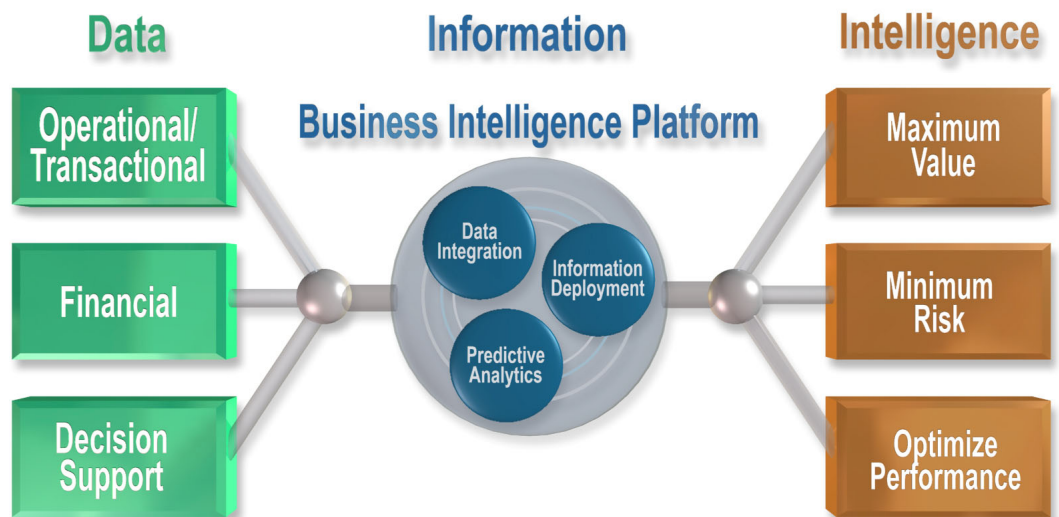 Data
Information
Intelligence
Operational/
Transactional
Financial
Decision
Support
Business Intelligence Platform
Data
Integration
Information
Deployment
Predictive
Analytics
Maximum
Value
Minimum
Risk
Optimize
Performance